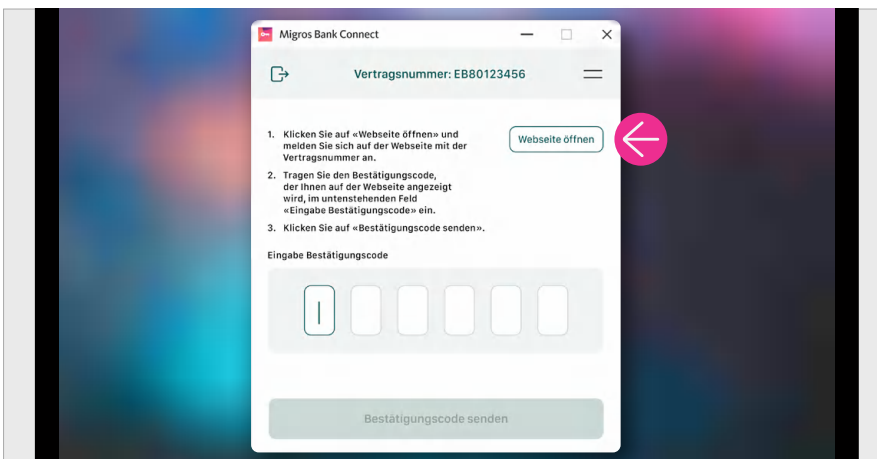 Migros Bank Connect
Vertragsnummer: EB80123456
1. Klicken Sie auf «Webseite öffnen» und
melden Sie sich auf der Webseite mit der
Vertragsnummer an.
Webseite öffnen
2. Tragen Sie den Bestätigungscode,
der Ihnen auf der Webseite angezeigt
wird, im untenstehenden Feld
«Eingabe Bestätigungscode» ein.
3. Klicken Sie auf «Bestätigungscode senden».
Eingabe Bestätigungscode
Bestätigungscode senden